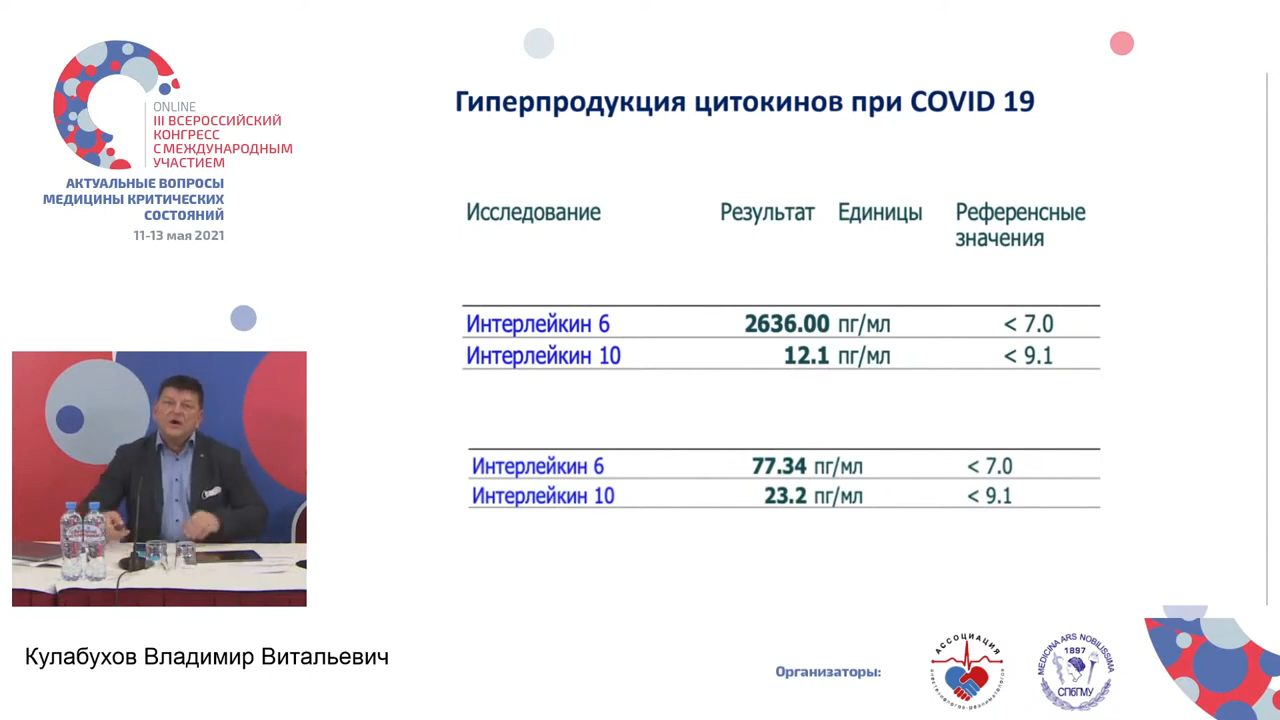 ONLINE
III ВСЕРОССИЙСКИЙ
КОНГРЕСС
С МЕЖДУНАРОДНЫМ
УЧАСТИЕМ
АКТУАЛЬНЫЕ ВОПРОСЫ
МЕДИЦИНЫ КРИТИЧЕСКИХ
СОСТОЯНИЙ
11-13 мая 2021
Гиперпродукция цитокинов при COVID 19
Исследование Результат Единицы Референсные
значения
Интерлейкин 6 2636.00 пг/мл < 7.0
Интерлейкин 10 12.1 пг/мл < 9.1
Интерлейкин 6 77.34 пг/мл < 7.0
Интерлейкин 10 23.2 пг/мл < 9.1
Кулабухов Владимир Витальевич
Организаторы:
АССОЦИАЦИЯ
анестезиологов-реаниматологов
MEDICINA ARS NOBILISSIMA
1897
СПбГМУ